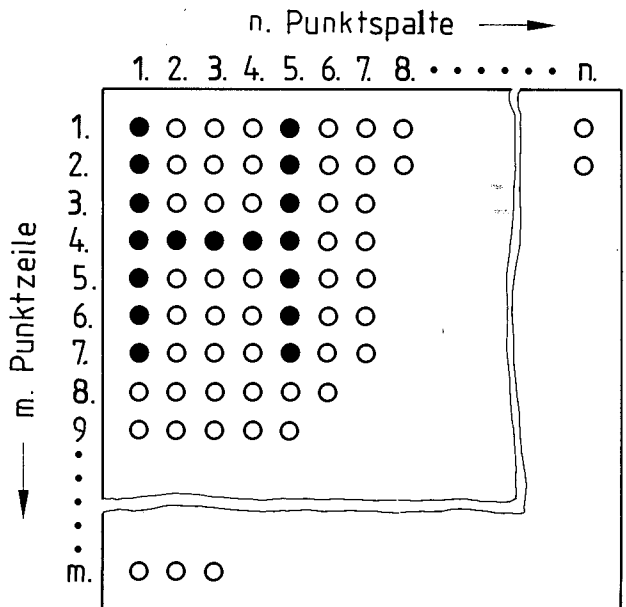 n. Punktspalte
1. 2. 3. 4. 5. 6. 7. 8. · · · · · · n.
m. Punktzeile
1.
2.
3.
4.
5.
6.
7.
8.
9
m.